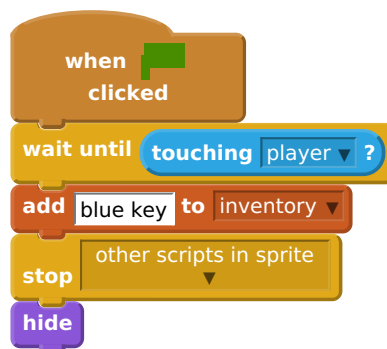 when
clicked
wait until touching player ▼ ?
add blue key to inventory ▼
other scripts in sprite
▼
stop
hide